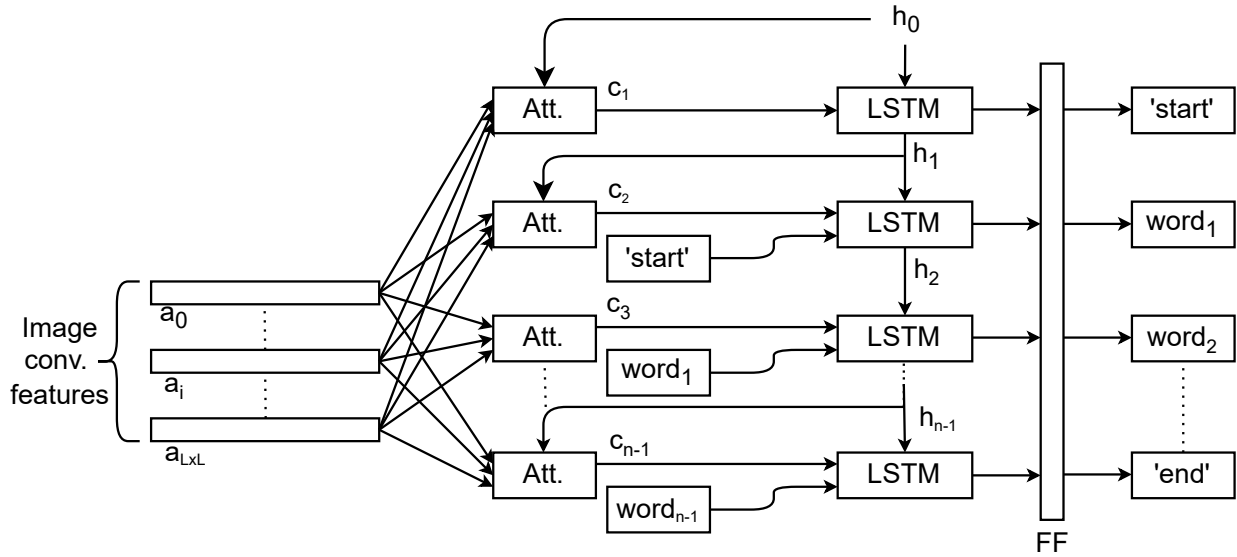 h0
Att.
c1
LSTM
'start'
h1
Att.
c2
LSTM
word1
'start'
h2
Image
conv.
features
a0
ai
aLxL
Att.
c3
LSTM
word2
word1
hn-1
Att.
cn-1
LSTM
'end'
wordn-1
FF